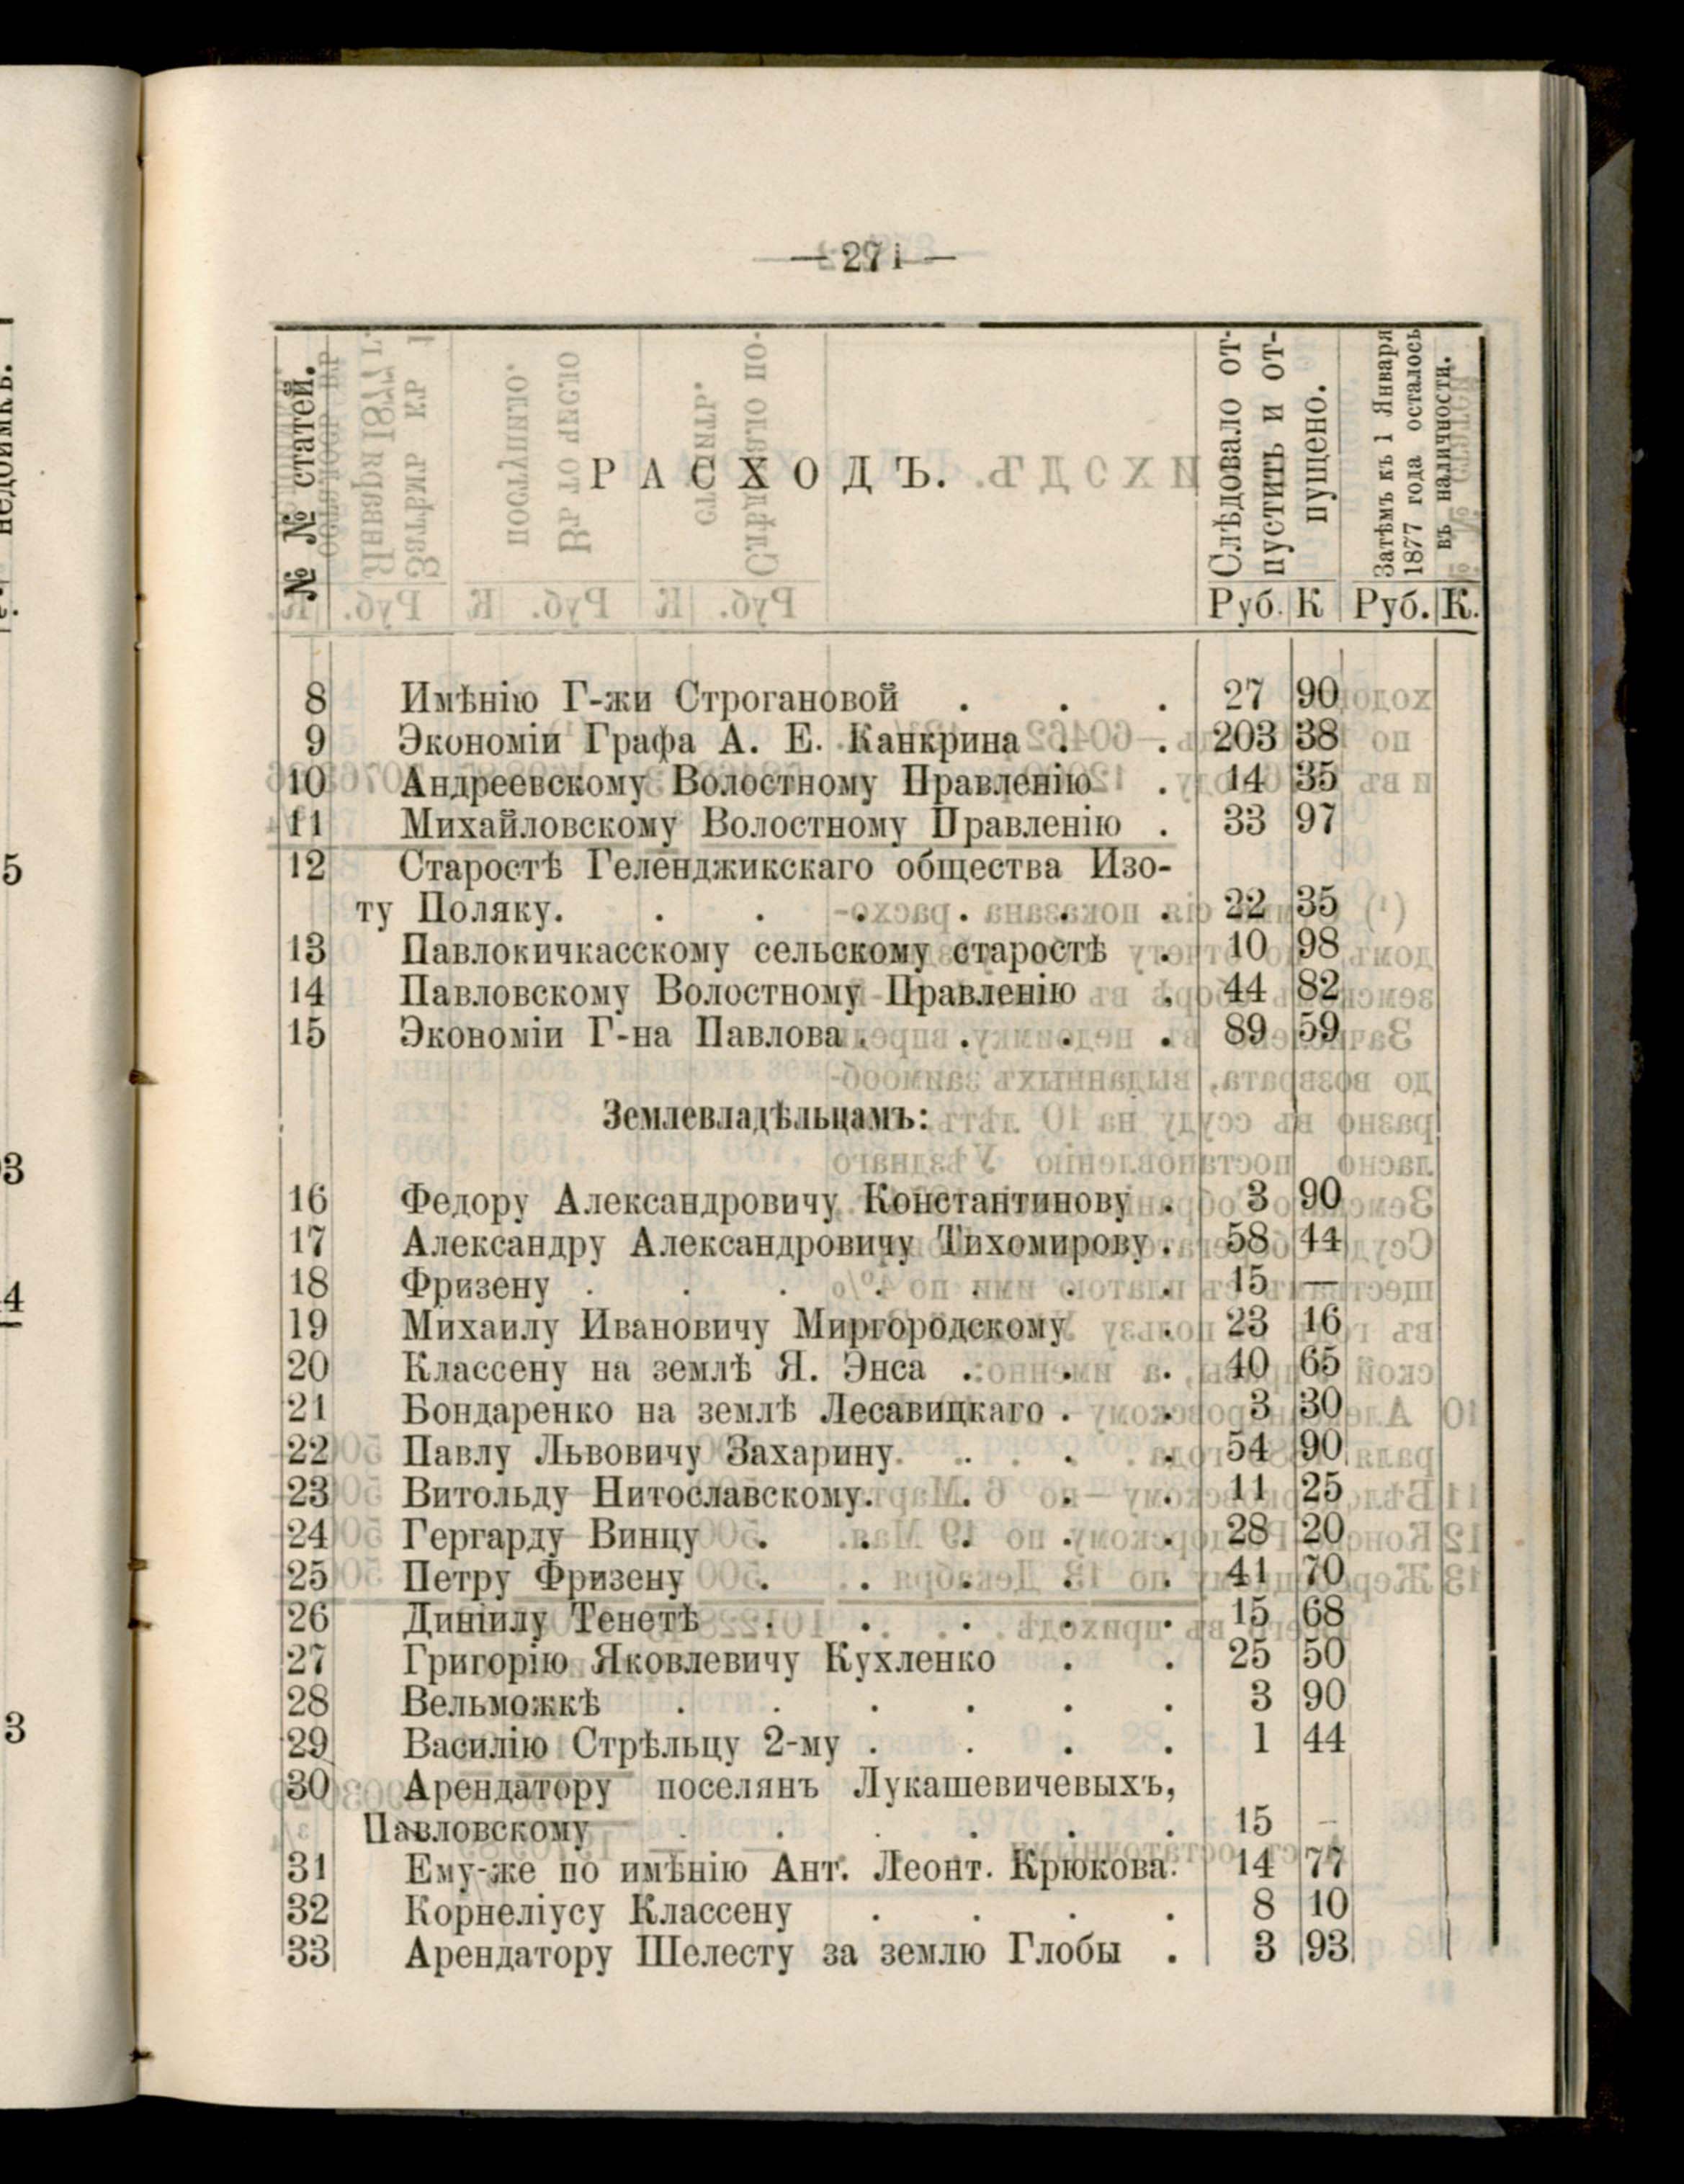 — 271 —
№ № статей.
РАСХОДЪ.
Слѣдовало от-
пустить и от-
пущено.
Затѣмъ къ 1 Января
1877 года осталось
въ наличности.
Руб. К Руб. К.
8 Имѣнію Г-жи Строгановой . . . 27 90
9 Экономіи Графа А. Е. Канкрина . . 203 38
10 Андреевскому Волостному Правленію . 14 35
11 Михайловскому Волостному Правленію . 33 97
12 Старостѣ Геленджикскаго общества Изо-
ту Поляку. . . . . . . 22 35
13 Павлокичкасскому сельскому старостѣ . 10 98
14 Павловскому Волостному Правленію . 44 82
15 Экономіи Г-на Павлова . . . . 89 59
Землевладѣльцамъ:
16 Федору Александровичу Константинову . 3 90
17 Александру Александровичу Тихомирову . 58 44
18 Фризену . . . . . . . 15 —
19 Михаилу Ивановичу Миргородскому . 23 16
20 Классену на землѣ Я. Энса . . . 40 65
21 Бондаренко на землѣ Лесавицкаго . . 3 30
22 Павлу Львовичу Захарину . . . 54 90
23 Витольду Нитославскому. . . . 11 25
24 Гергарду Винцу . . . . . 28 20
25 Петру Фризену . . . . . 41 70
26 Диніилу Тенетѣ . . . . . 15 68
27 Григорію Яковлевичу Кухленко . . 25 50
28 Вельможкѣ . . . . . . 3 90
29 Василію Стрѣльцу 2-му . . . . 1 44
30 Арендатору поселянъ Лукашевичевыхъ,
Павловскому . . . . . . 15 —
31 Ему-же по имѣнію Ант. Леонт. Крюкова. 14 77
32 Корнеліусу Классену . . . . 8 10
33 Арендатору Шелесту за землю Глобы . 3 93